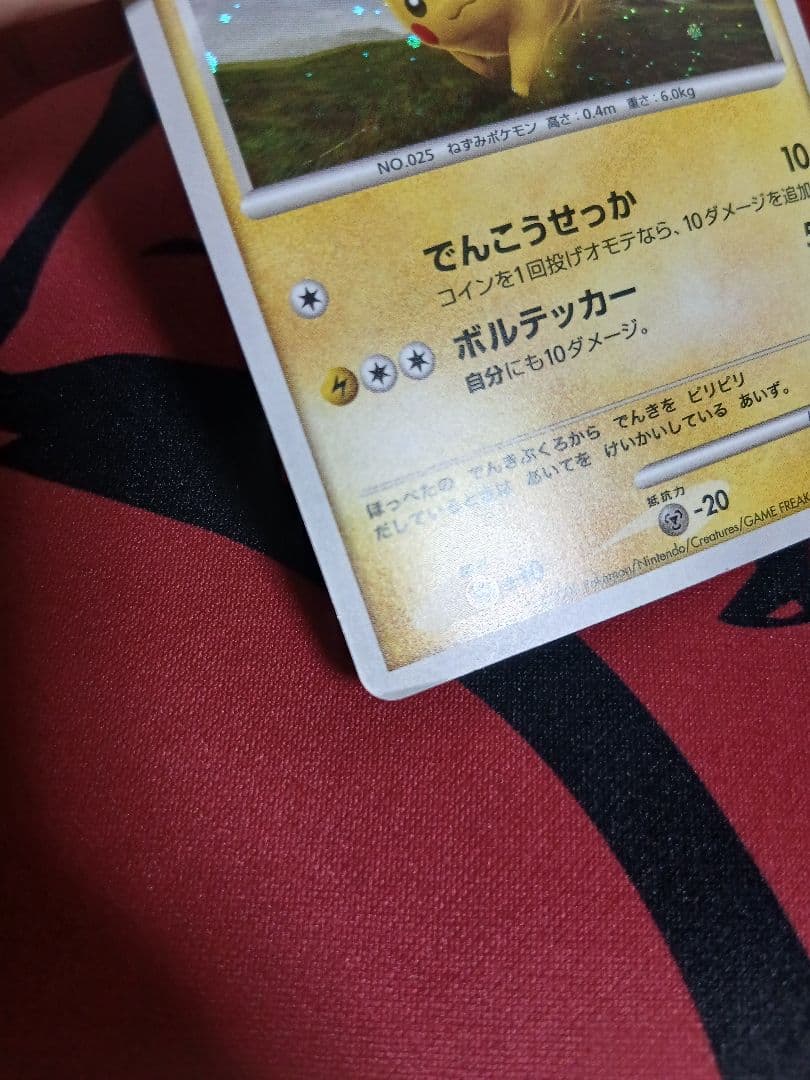 NO.025 ねずみポケモン 高さ：0.4m 重さ：6.0kg
でんこうせっか 10
コインを1回投げオモテなら、10ダメージを追加
ボルテッカー
自分にも10ダメージ。
ほっぺたの でんきぶくろから でんきを ビリビリ
だしているときは あいてを けいかいしている あいず。
抵抗力
-20
+10
Pokémon/Nintendo/Creatures/GAME FREAK